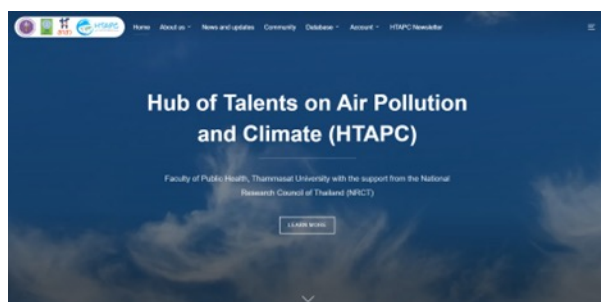 HTAPC Home About us News and updates Community Database Account HTAPC Newsletter
Hub of Talents on Air Pollution
and Climate (HTAPC)
Faculty of Public Health, Thammasat University with the support from the National
Research Council of Thailand (NRCT)
LEARN MORE